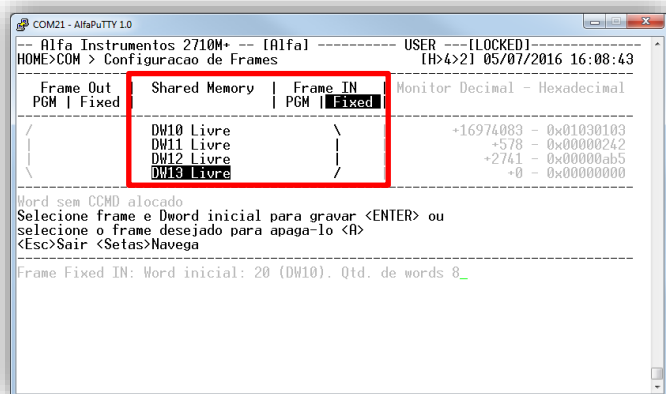 COM21 - AlfaPuTTY 1.0
-- Alfa Instrumentos 2710M+ -- [Alfa] ---------- USER ---[LOCKED]-------------
HOME>COM > Configuracao de Frames [H>4>2] 05/07/2016 16:08:43
Frame Out | Shared Memory | Frame IN | Monitor Decimal - Hexadecimal
PGM | Fixed | | PGM | Fixed |
/ DW10 Livre \ | +16974083 - 0x01030103
| DW11 Livre | | +578 - 0x00000242
| DW12 Livre | | +2741 - 0x00000ab5
\ DW13 Livre / | +0 - 0x00000000
Word sem CCMD alocado
Selecione frame e Dword inicial para gravar <ENTER> ou
selecione o frame desejado para apaga-lo <A>
<Esc>Sair <Setas>Navega
Frame Fixed IN: Word inicial: 20 (DW10). Qtd. de words 8_